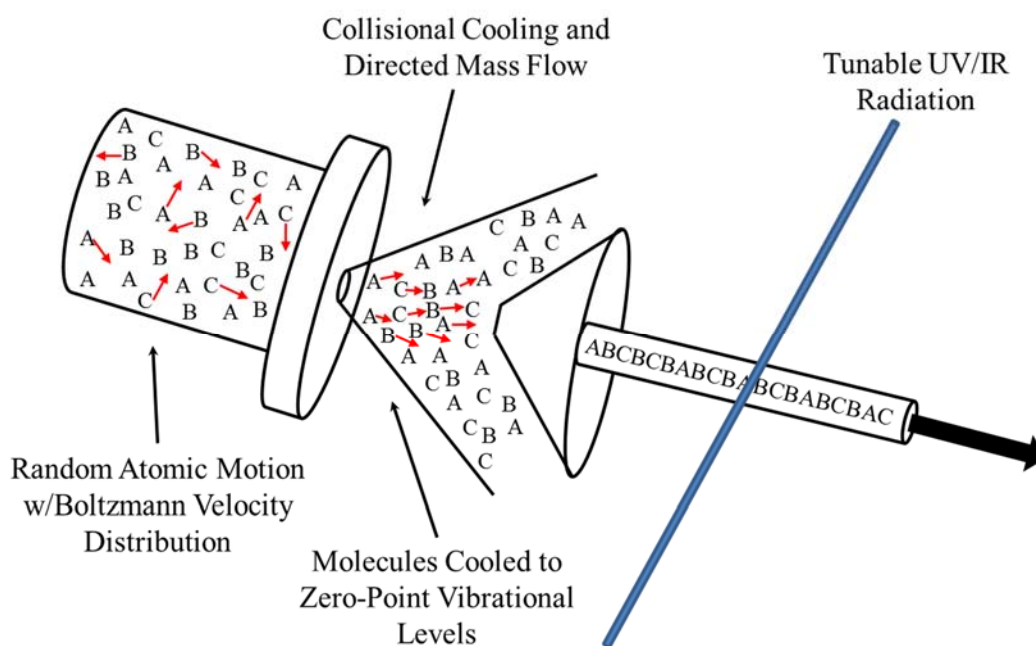 Collisional Cooling and
Directed Mass Flow
Tunable UV/IR
Radiation
A
C
B B
B A A A C A
B C C
B A B A A C
A B B B C B
A A C A C B C
B A B
C B A A
A B A A C
A C B A A C B
A C B C
B B A C
A A
C B A C B
A C B A
C
ABCBCBABCBABCBABCBAC
Random Atomic Motion
w/Boltzmann Velocity
Distribution
Molecules Cooled to
Zero-Point Vibrational
Levels